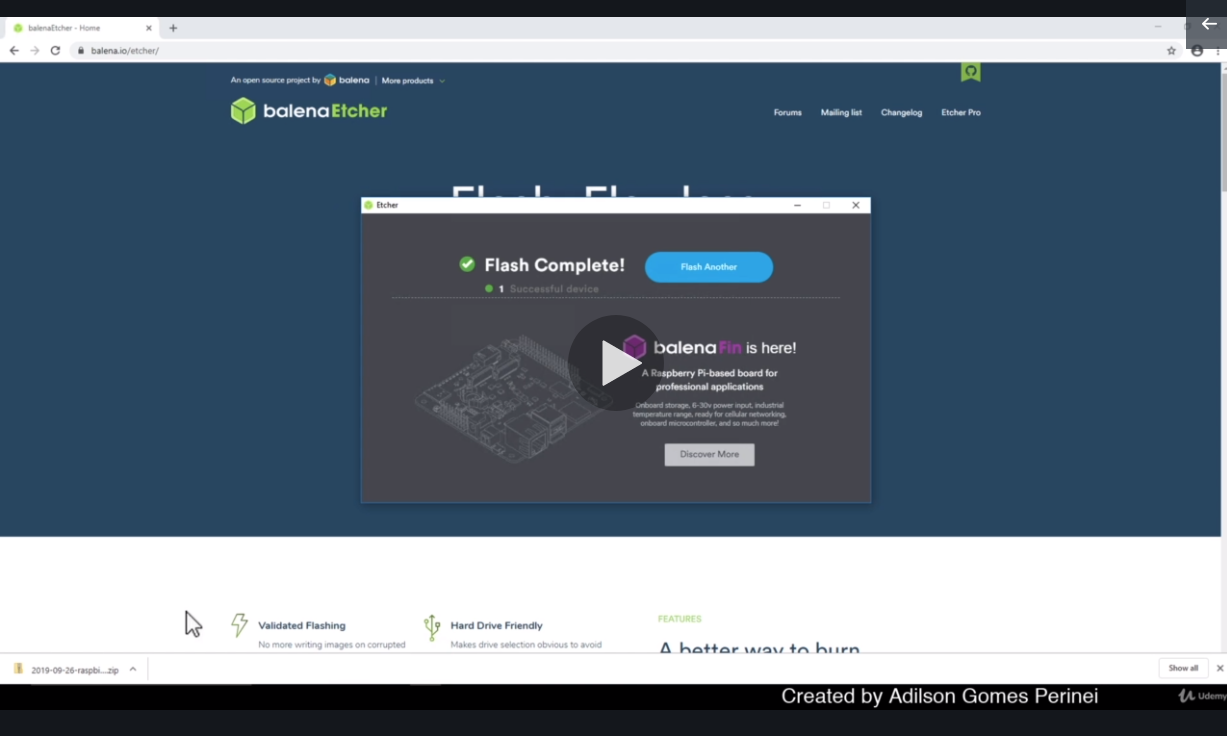 balenaEtcher - Home
balena.io/etcher/
An open source project by balena | More products
balenaEtcher
Forums Mailing list Changelog Etcher Pro
Etcher
Flash Complete!
Flash Another
1 Successful device
balenaFin is here!
A Raspberry Pi-based board for
professional applications
Onboard storage, 6-30v power input, industrial
temperature range, ready for cellular networking,
onboard microcontroller, and so much more!
Discover More
Validated Flashing
No more writing images on corrupted
Hard Drive Friendly
Makes drive selection obvious to avoid
FEATURES
A better way to burn
2019-09-26-raspbi....zip
Show all
Created by Adilson Gomes Perinei
Udemy